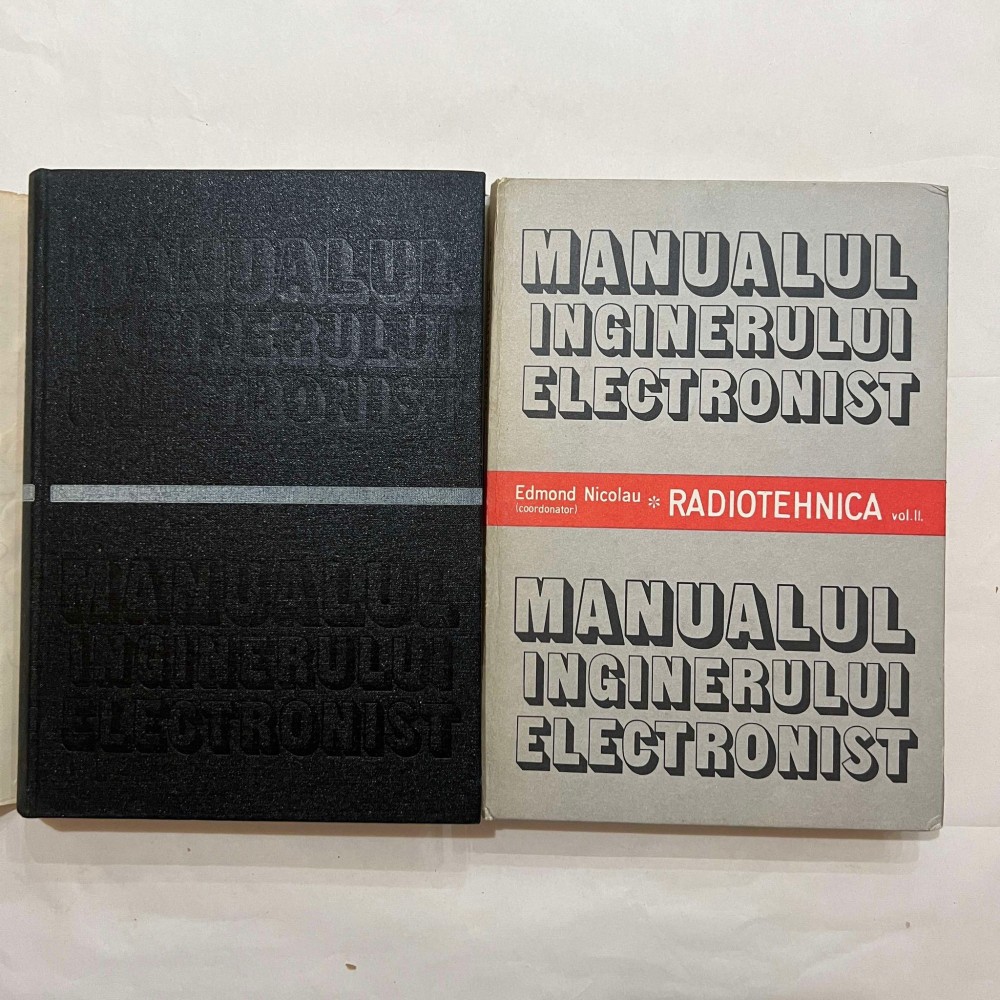 MANUALUL
INGINERULUI
ELECTRONIST
MANUALUL
INGINERULUI
ELECTRONIST
MANUALUL
INGINERULUI
ELECTRONIST
Edmond Nicolau * RADIOTEHNICA vol.II.
(coordonator)
MANUALUL
INGINERULUI
ELECTRONIST